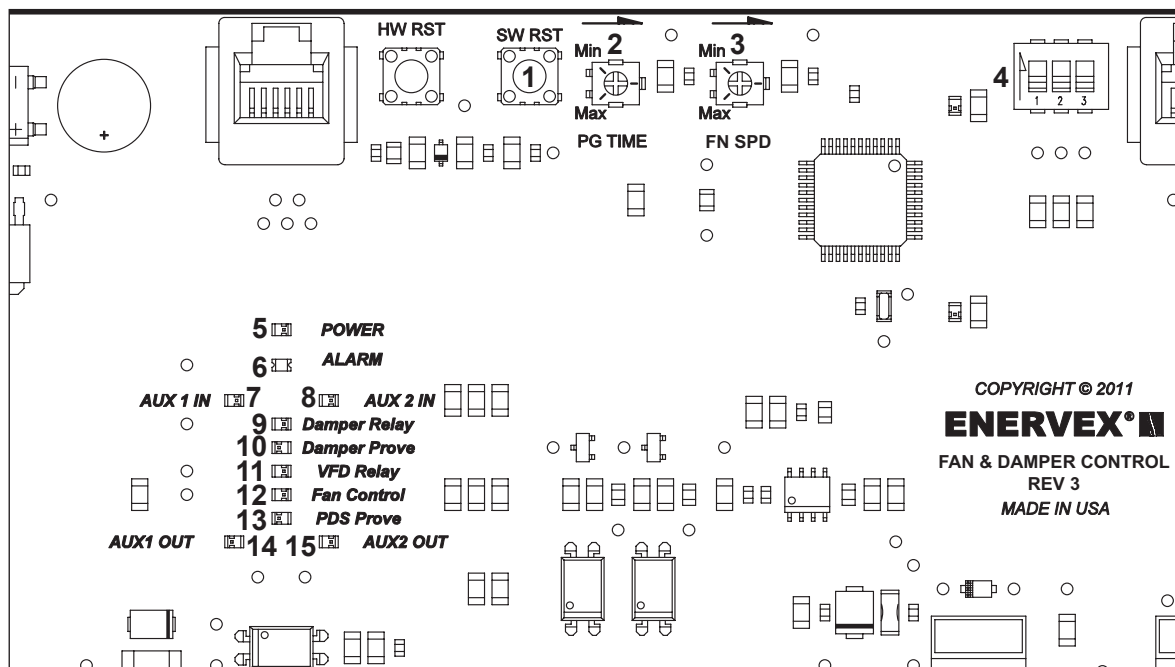 HW RST
SW RST
1
Min 2
Max
PG TIME
Min 3
Max
FN SPD
4
1 2 3
+
5 POWER
6 ALARM
AUX 1 IN 7
8 AUX 2 IN
9 Damper Relay
10 Damper Prove
11 VFD Relay
12 Fan Control
13 PDS Prove
AUX1 OUT 14
15 AUX2 OUT
COPYRIGHT © 2011
ENERVEX®
FAN & DAMPER CONTROL
REV 3
MADE IN USA